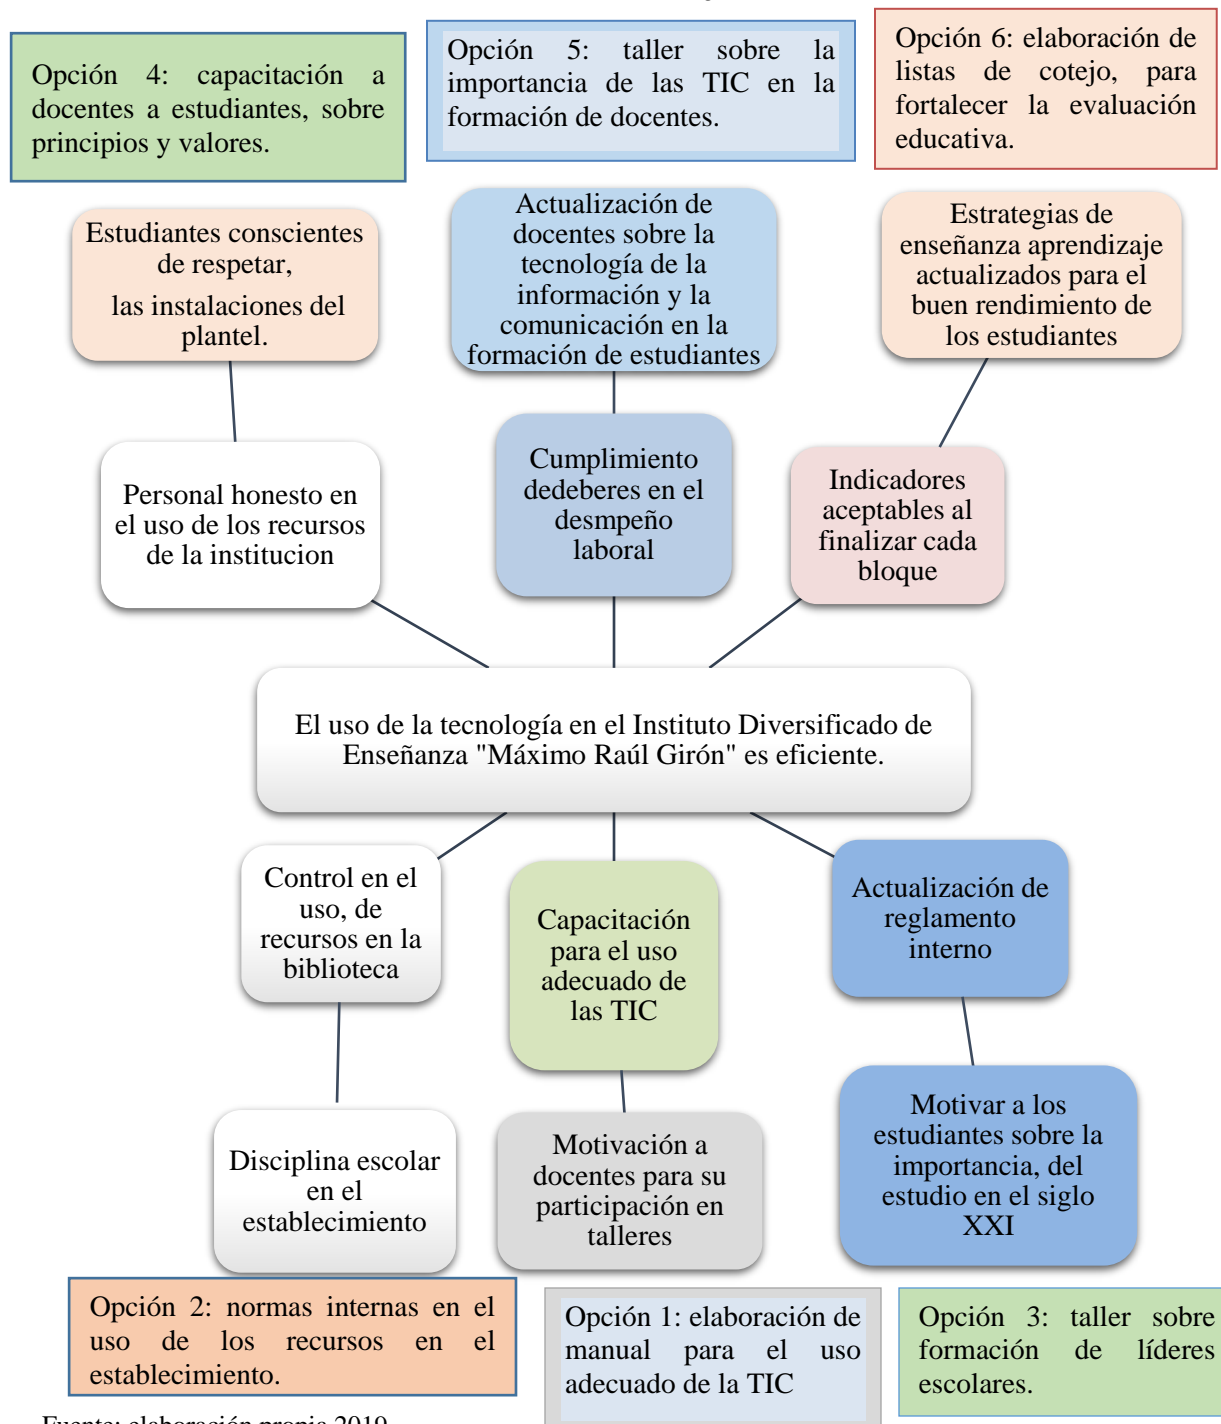 Opción 4: capacitación a
docentes a estudiantes, sobre
principios y valores.
Opción 5: taller sobre la
importancia de las TIC en la
formación de docentes.
Opción 6: elaboración de
listas de cotejo, para
fortalecer la evaluación
educativa.
Estudiantes conscientes
de respetar,
las instalaciones del
plantel.
Actualización de
docentes sobre la
tecnología de la
información y la
comunicación en la
formación de estudiantes
Estrategias de
enseñanza aprendizaje
actualizados para el
buen rendimiento de
los estudiantes
Personal honesto en
el uso de los recursos
de la institucion
Cumplimiento
dedeberes en el
desmpeño
laboral
Indicadores
aceptables al
finalizar cada
bloque
El uso de la tecnología en el Instituto Diversificado de
Enseñanza "Máximo Raúl Girón" es eficiente.
Control en el
uso, de
recursos en la
biblioteca
Capacitación
para el uso
adecuado de
las TIC
Actualización de
reglamento
interno
Disciplina escolar
en el
establecimiento
Motivación a
docentes para su
participación en
talleres
Motivar a los
estudiantes sobre la
importancia, del
estudio en el siglo
XXI
Opción 2: normas internas en el
uso de los recursos en el
establecimiento.
Opción 1: elaboración de
manual para el uso
adecuado de la TIC
Opción 3: taller sobre
formación de líderes
escolares.
Fuente: elaboración propia 2019